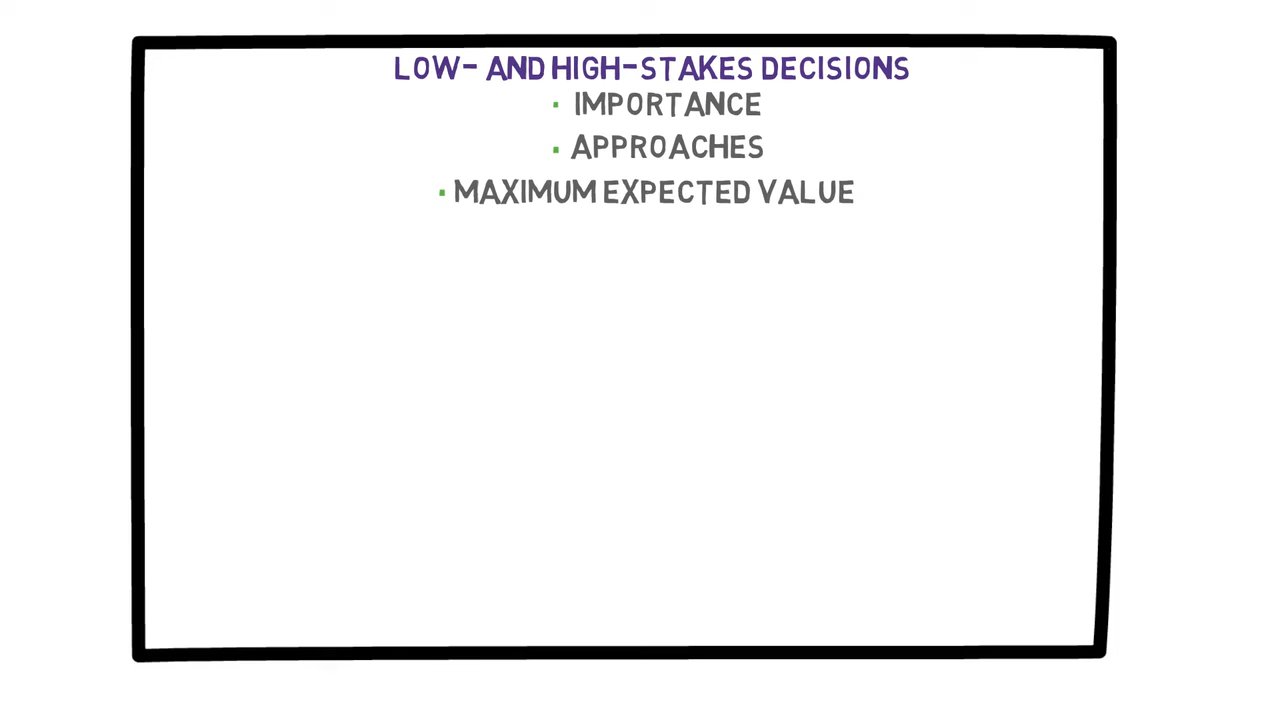 LOW- AND HIGH-STAKES DECISIONS
· IMPORTANCE
· APPROACHES
· MAXIMUM EXPECTED VALUE